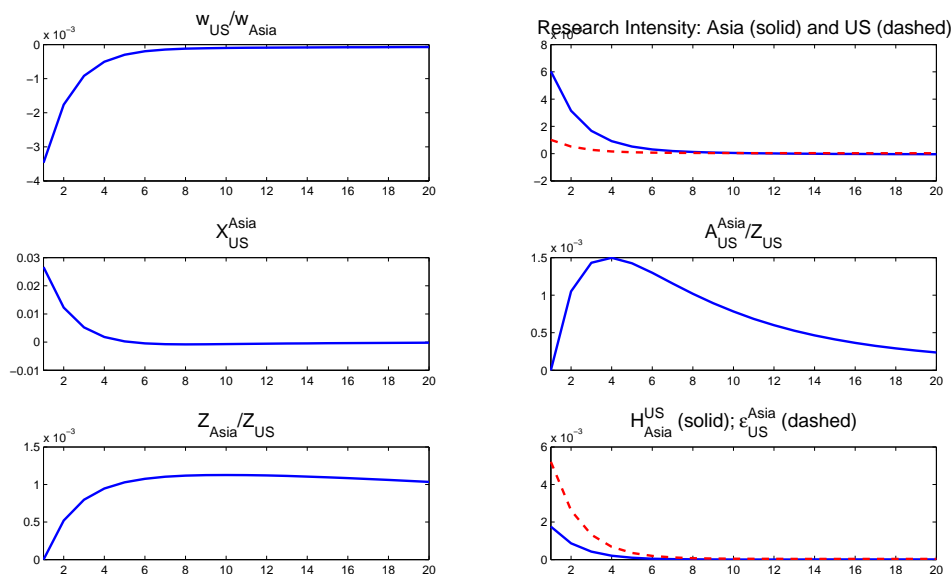 w_US/w_Asia
x 10^-3
0
−1
−2
−3
−4
2 4 6 8 10 12 14 16 18 20
Research Intensity: Asia (solid) and US (dashed)
8
6
4
2
0
−2
2 4 6 8 10 12 14 16 18 20
X_US^Asia
0.03
0.02
0.01
0
−0.01
2 4 6 8 10 12 14 16 18 20
A_US^Asia/Z_US
x 10^-3
1.5
1
0.5
0
2 4 6 8 10 12 14 16 18 20
Z_Asia/Z_US
x 10^-3
1.5
1
0.5
0
2 4 6 8 10 12 14 16 18 20
H_Asia^US (solid); ε_US^Asia (dashed)
x 10^-3
6
4
2
0
2 4 6 8 10 12 14 16 18 20